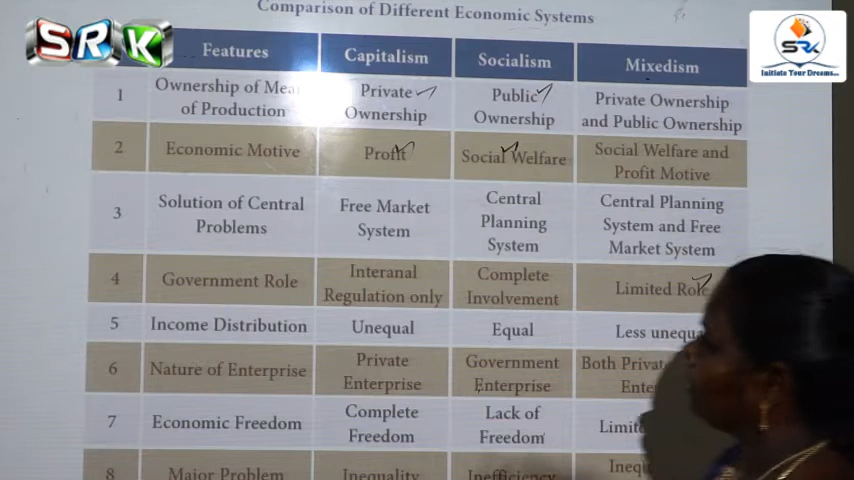 Comparison of Different Economic Systems
SRK
SRK
Initiate Your Dreams...
Features Capitalism Socialism Mixedism
1 Ownership of Mea Private Public Private Ownership
of Production Ownership Ownership and Public Ownership
2 Economic Motive Profit Social Welfare Social Welfare and
Profit Motive
3 Solution of Central Free Market Central Central Planning
Problems System Planning System and Free
System Market System
4 Government Role Interanal Complete Limited Role
Regulation only Involvement
5 Income Distribution Unequal Equal Less unequa
6 Nature of Enterprise Private Government Both Privat
Enterprise Enterprise Enter
7 Economic Freedom Complete Lack of Limite
Freedom Freedom
8 Major Problem Inequality Inefficiency Inequ